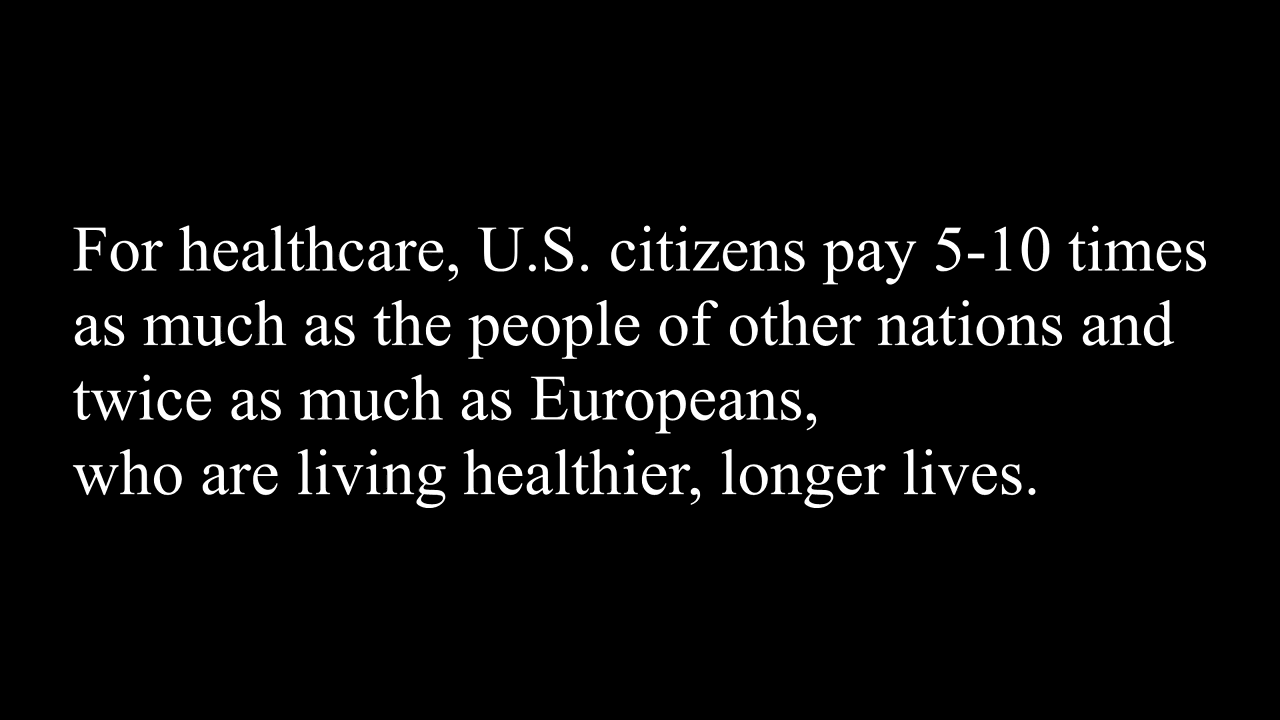 For healthcare, U.S. citizens pay 5-10 times
as much as the people of other nations and
twice as much as Europeans,
who are living healthier, longer lives.